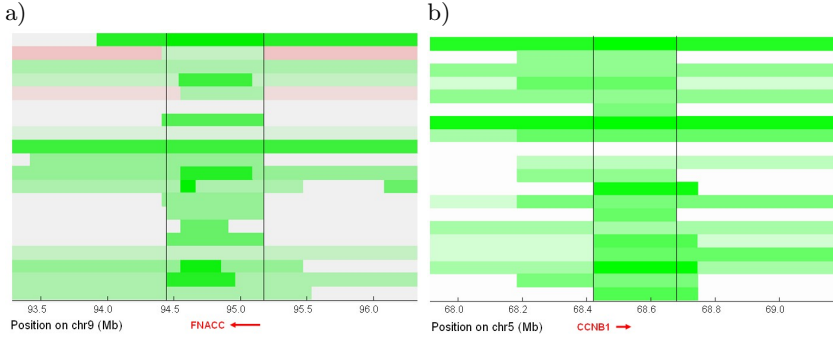 a)
b)
93.5 94.0 94.5 95.0 95.5 96.0
Position on chr9 (Mb) FNACC
68.0 68.2 68.4 68.6 68.8 69.0
Position on chr5 (Mb) CCNB1